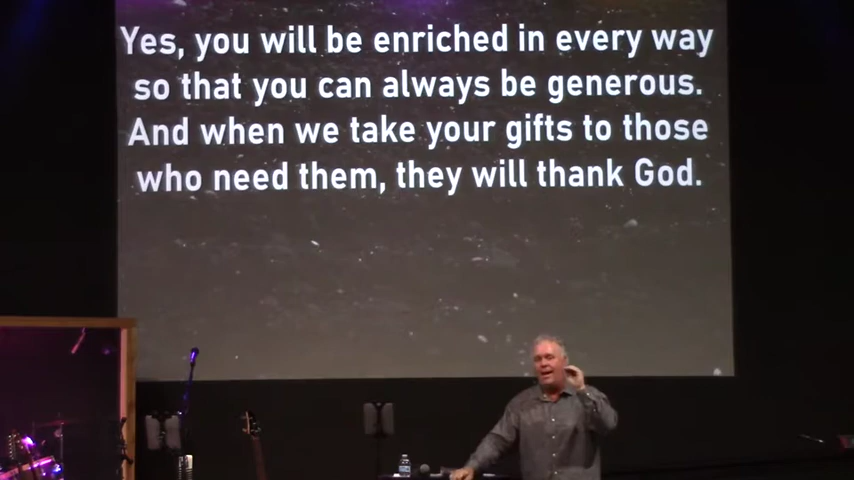 Yes, you will be enriched in every way
so that you can always be generous.
And when we take your gifts to those
who need them, they will thank God.